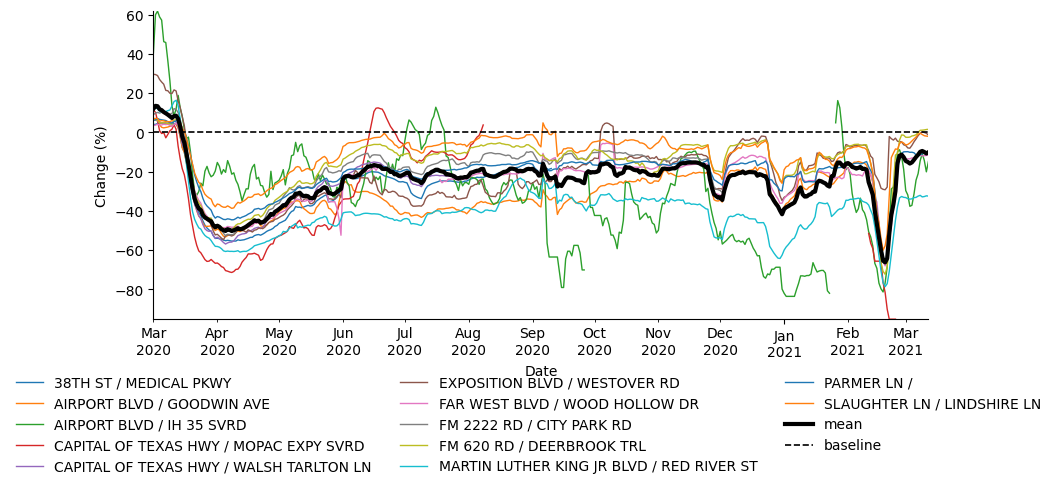 60
40
20
0
−20
−40
−60
−80
Change (%)
Mar Apr May Jun Jul Aug Sep Oct Nov Dec Jan Feb Mar
2020 2020 2020 2020 2020 2020 2020 2020 2020 2020 2021 2021 2021
Date
38TH ST / MEDICAL PKWY
AIRPORT BLVD / GOODWIN AVE
AIRPORT BLVD / IH 35 SVRD
CAPITAL OF TEXAS HWY / MOPAC EXPY SVRD
CAPITAL OF TEXAS HWY / WALSH TARLTON LN
EXPOSITION BLVD / WESTOVER RD
FAR WEST BLVD / WOOD HOLLOW DR
FM 2222 RD / CITY PARK RD
FM 620 RD / DEERBROOK TRL
MARTIN LUTHER KING JR BLVD / RED RIVER ST
PARMER LN /
SLAUGHTER LN / LINDSHIRE LN
mean
baseline